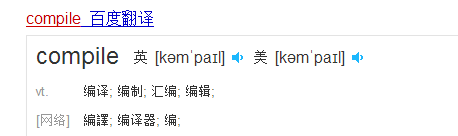 compile 百度翻译
compile 英 [kəmˈpaɪl] 美 [kəmˈpaɪl]
vt. 编译; 编制; 汇编; 编辑;
[网络] 编譯; 编译器; 编;